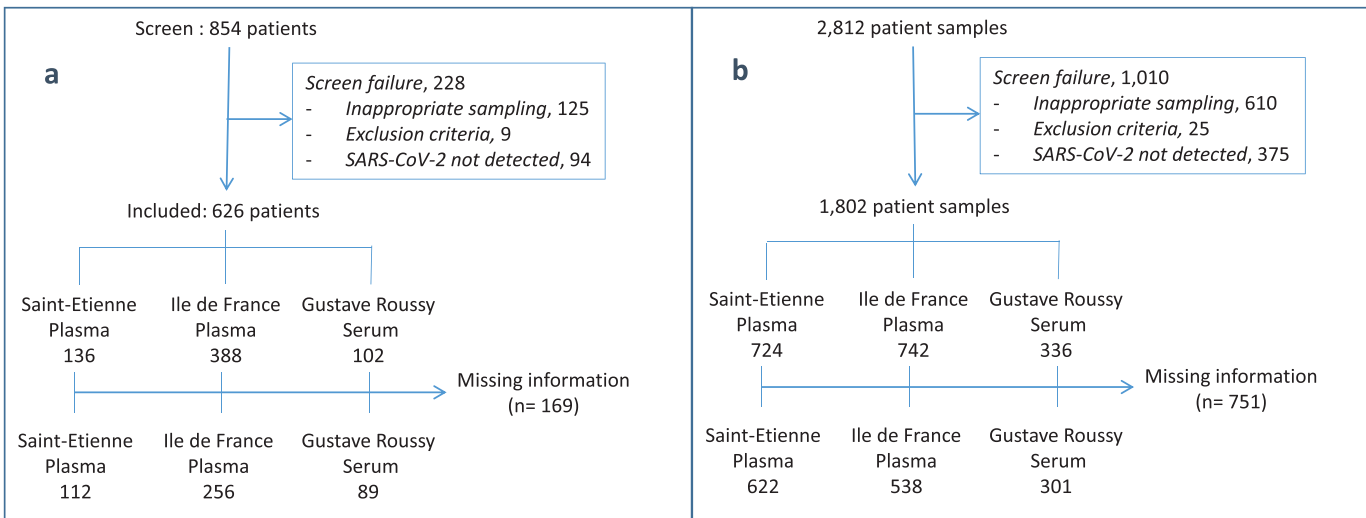 Screen : 854 patients
a
Screen failure, 228
- Inappropriate sampling, 125
- Exclusion criteria, 9
- SARS-CoV-2 not detected, 94
Included: 626 patients
Saint-Etienne
Plasma
136
Ile de France
Plasma
388
Gustave Roussy
Serum
102
Missing information
(n= 169)
Saint-Etienne
Plasma
112
Ile de France
Plasma
256
Gustave Roussy
Serum
89
2,812 patient samples
b
Screen failure, 1,010
- Inappropriate sampling, 610
- Exclusion criteria, 25
- SARS-CoV-2 not detected, 375
1,802 patient samples
Saint-Etienne
Plasma
724
Ile de France
Plasma
742
Gustave Roussy
Serum
336
Missing information
(n= 751)
Saint-Etienne
Plasma
622
Ile de France
Plasma
538
Gustave Roussy
Serum
301